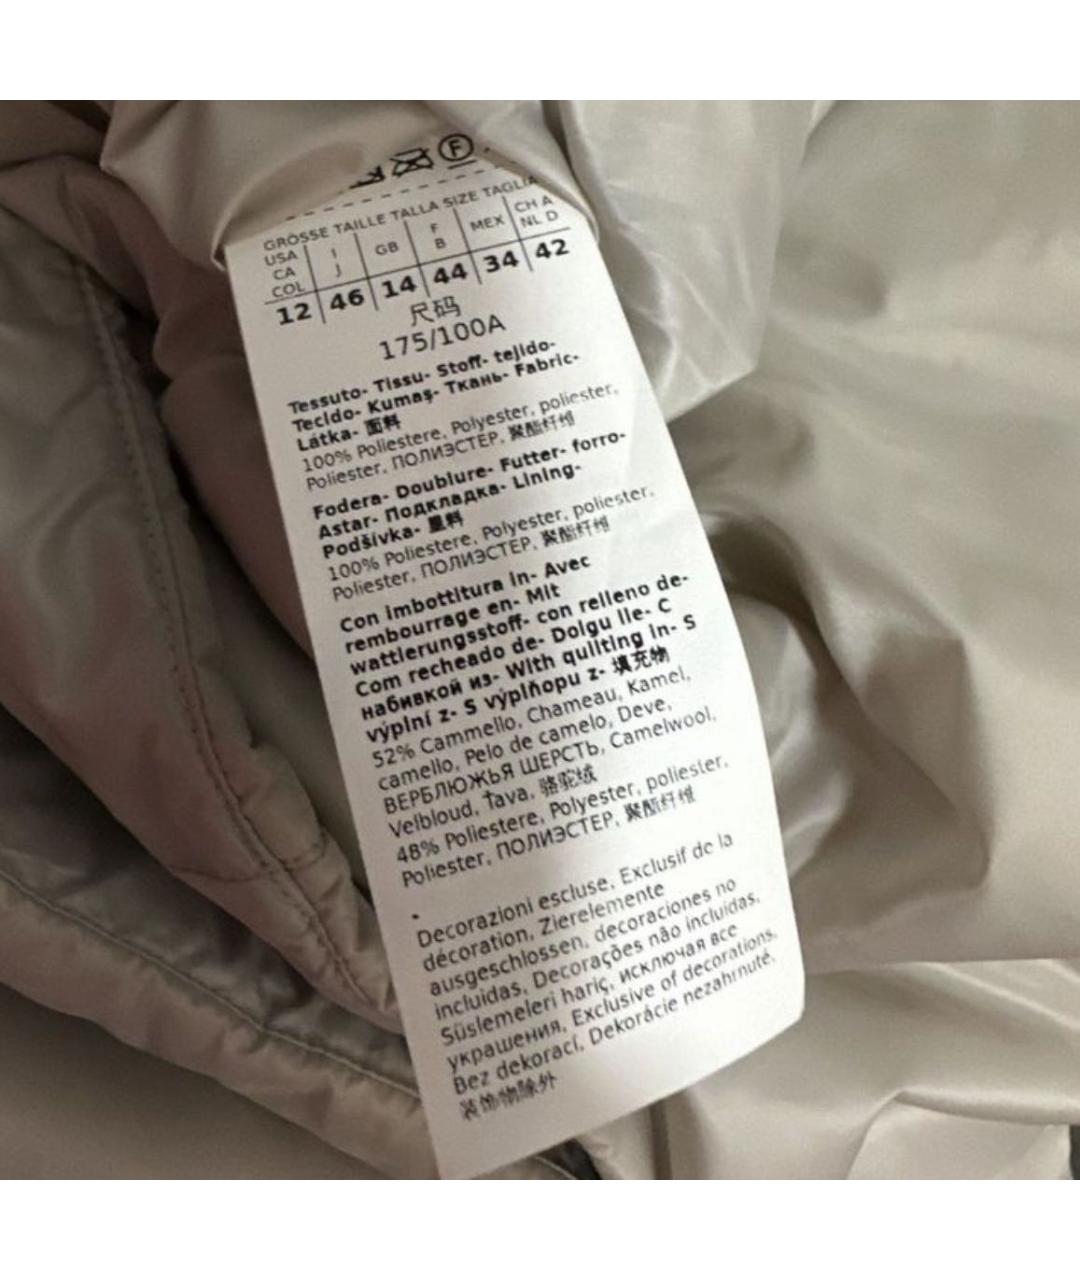 F
GRÖSSE TAILLE TALLA SIZE TAGLIA
USA CA COL | I J | GB | F B | MEX | CH A NL D
12 | 46 | 14 | 44 | 34 | 42
尺码
175/100A
Tessuto- Tissu- Stoff- tejido-
Tecido- Kumaş- Ткань- Fabric-
Látka- 面料
100% Poliestere, Polyester, poliester,
Poliester, ПОЛИЭСТЕР, 聚酯纤维
Fodera- Doublure- Futter- forro-
Astar- Подкладка- Lining-
Podšívka- 里料
100% Poliestere, Polyester, poliester,
Poliester, ПОЛИЭСТЕР, 聚酯纤维
Con imbottitura in- Avec
rembourrage en- Mit
wattierungsstoff- con relleno de-
Com recheado de- Dolgu ile- С
набивкой из- With quilting in- S
výplní z- S výplňopu z- 填充物
52% Cammello, Chameau, Kamel,
camello, Pelo de camelo, Deve,
ВЕРБЛЮЖЬЯ ШЕРСТЬ, Camelwool,
Velbloud, Ťava, 骆驼绒
48% Poliestere, Polyester, poliester,
Poliester, ПОЛИЭСТЕР, 聚酯纤维
.
Decorazioni escluse, Exclusif de la
décoration, Zierelemente
ausgeschlossen, decoraciones no
incluidas, Decorações não incluidas,
Süslemeleri hariç, исключая все
украшения, Exclusive of decorations,
Bez dekorací, Dekorácie nezahrnuté,
装饰物除外